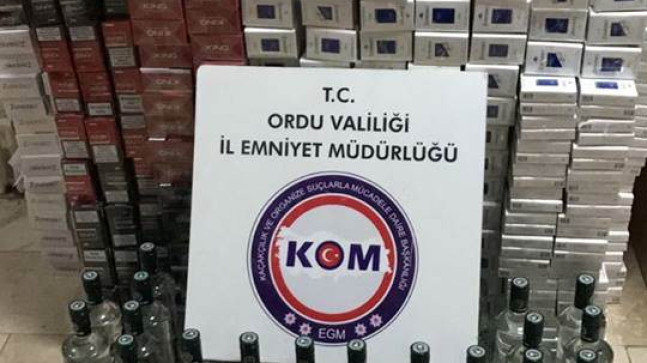 T.C.
ORDU VALİLİĞİ
İL EMNİYET MÜDÜRLÜĞÜ
KAÇAKÇILIK VE ORGANİZE SUÇLARLA MÜCADELE DAİRE BAŞKANLIĞI
KOM
EGM